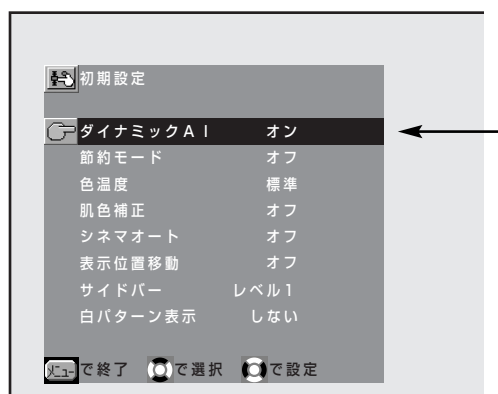 初期設定
ダイナミックAI オン
節約モード オフ
色温度 標準
肌色補正 オフ
シネマオート オフ
表示位置移動 オフ
サイドバー レベル1
白パターン表示 しない
メニューで終了 で選択 で設定